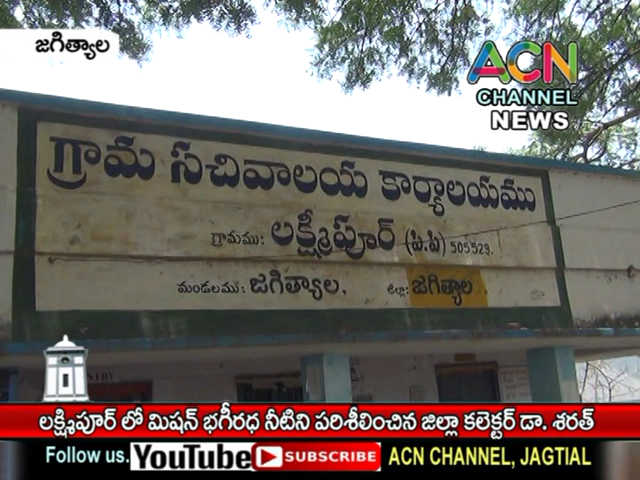 జగిత్యాల
ACN
CHANNEL
NEWS
గ్రామ సచివాలయ కార్యాలయము
గ్రామము: లక్ష్మీపూర్ (పి.పి) 505529.
మండలము: జగిత్యాల. జిల్లా: జగిత్యాల.
లక్ష్మిపూర్ లో మిషన్ భగీరధ నీటిని పరిశీలించిన జిల్లా కలెక్టర్ డా. శరత్
Follow us. YouTube SUBSCRIBE ACN CHANNEL, JAGTIAL